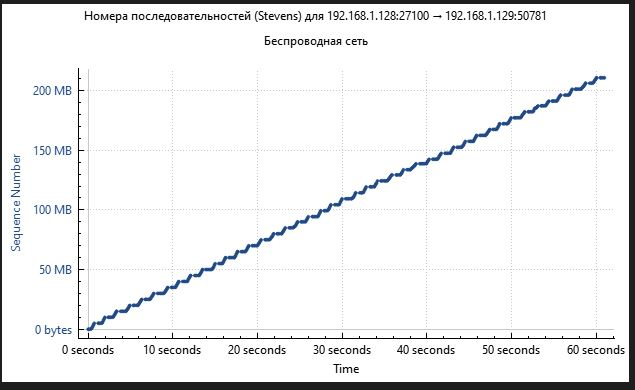 Номера последовательностей (Stevens) для 192.168.1.128:27100 → 192.168.1.129:50781
Беспроводная сеть
Sequence Number
200 MB
150 MB
100 MB
50 MB
0 bytes
0 seconds 10 seconds 20 seconds 30 seconds 40 seconds 50 seconds 60 seconds
Time